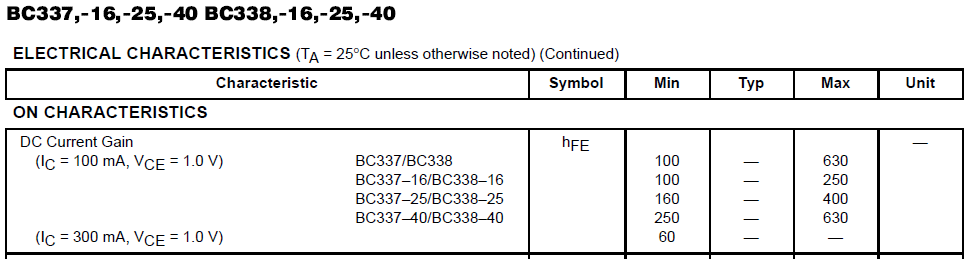 BC337,-16,-25,-40 BC338,-16,-25,-40
ELECTRICAL CHARACTERISTICS (TA = 25°C unless otherwise noted) (Continued)
Characteristic Symbol Min Typ Max Unit
ON CHARACTERISTICS
DC Current Gain hFE —
(IC = 100 mA, VCE = 1.0 V) BC337/BC338 100 — 630
BC337–16/BC338–16 100 — 250
BC337–25/BC338–25 160 — 400
BC337–40/BC338–40 250 — 630
(IC = 300 mA, VCE = 1.0 V) 60 — —